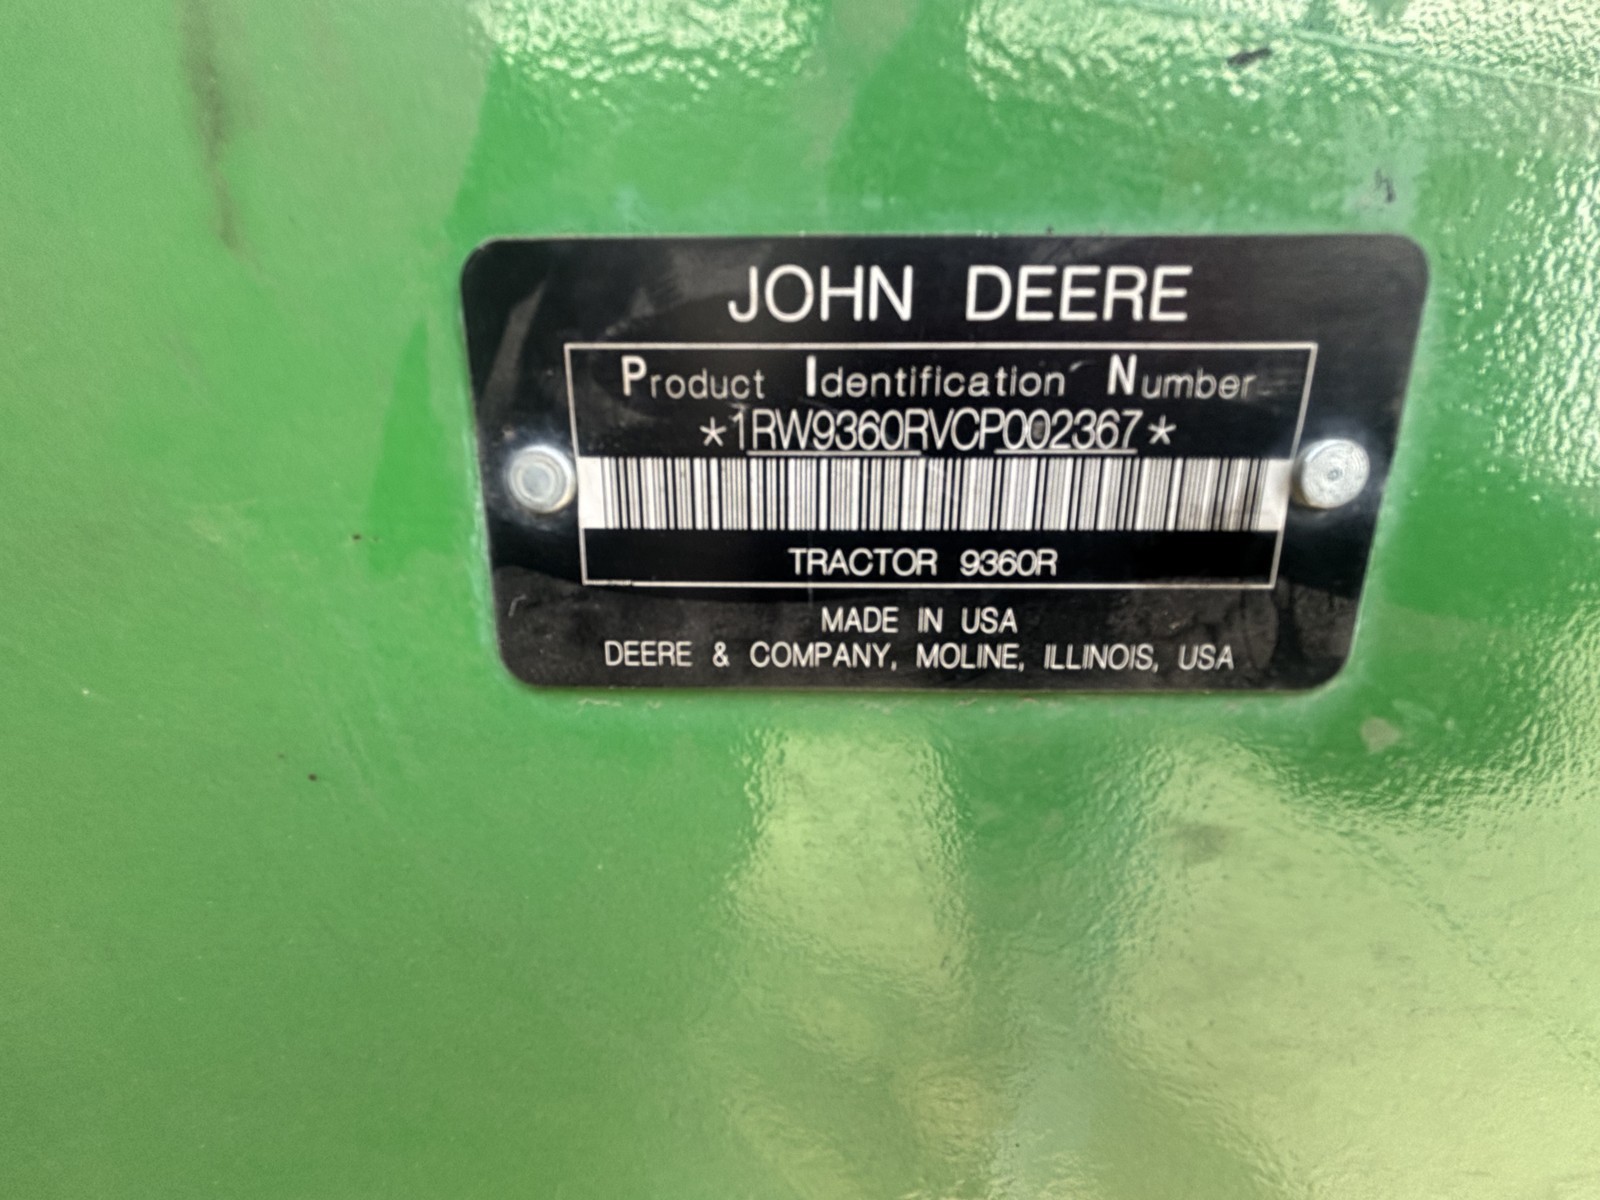 JOHN DEERE
Product Identification Number
*1RW9360RVCP002367*
TRACTOR 9360R
MADE IN USA
DEERE & COMPANY, MOLINE, ILLINOIS, USA